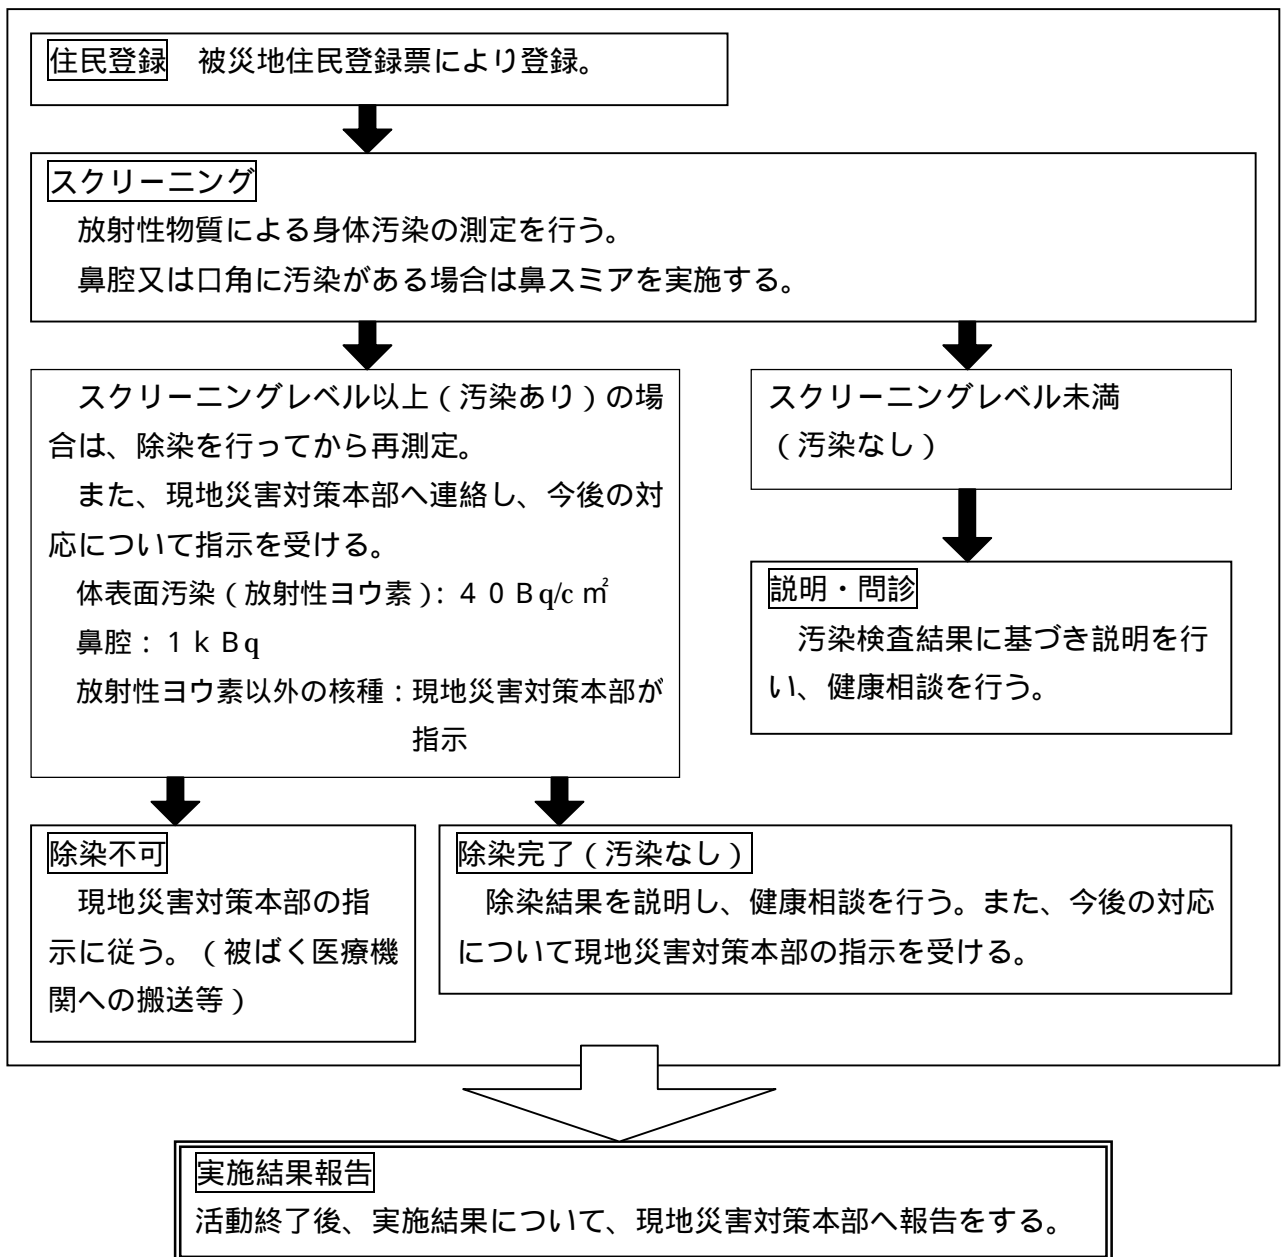 住民登録　被災地住民登録票により登録。
スクリーニング
放射性物質による身体汚染の測定を行う。
鼻腔又は口角に汚染がある場合は鼻スミアを実施する。
スクリーニングレベル以上（汚染あり）の場
合は、除染を行ってから再測定。
また、現地災害対策本部へ連絡し、今後の対
応について指示を受ける。
体表面汚染（放射性ヨウ素）：４０Ｂq/c㎡
鼻腔：１ｋＢq
放射性ヨウ素以外の核種：現地災害対策本部が
指示
スクリーニングレベル未満
（汚染なし）
説明・問診
汚染検査結果に基づき説明を行
い、健康相談を行う。
除染不可
現地災害対策本部の指
示に従う。（被ばく医療機
関への搬送等）
除染完了（汚染なし）
除染結果を説明し、健康相談を行う。また、今後の対応
について現地災害対策本部の指示を受ける。
実施結果報告
活動終了後、実施結果について、現地災害対策本部へ報告をする。